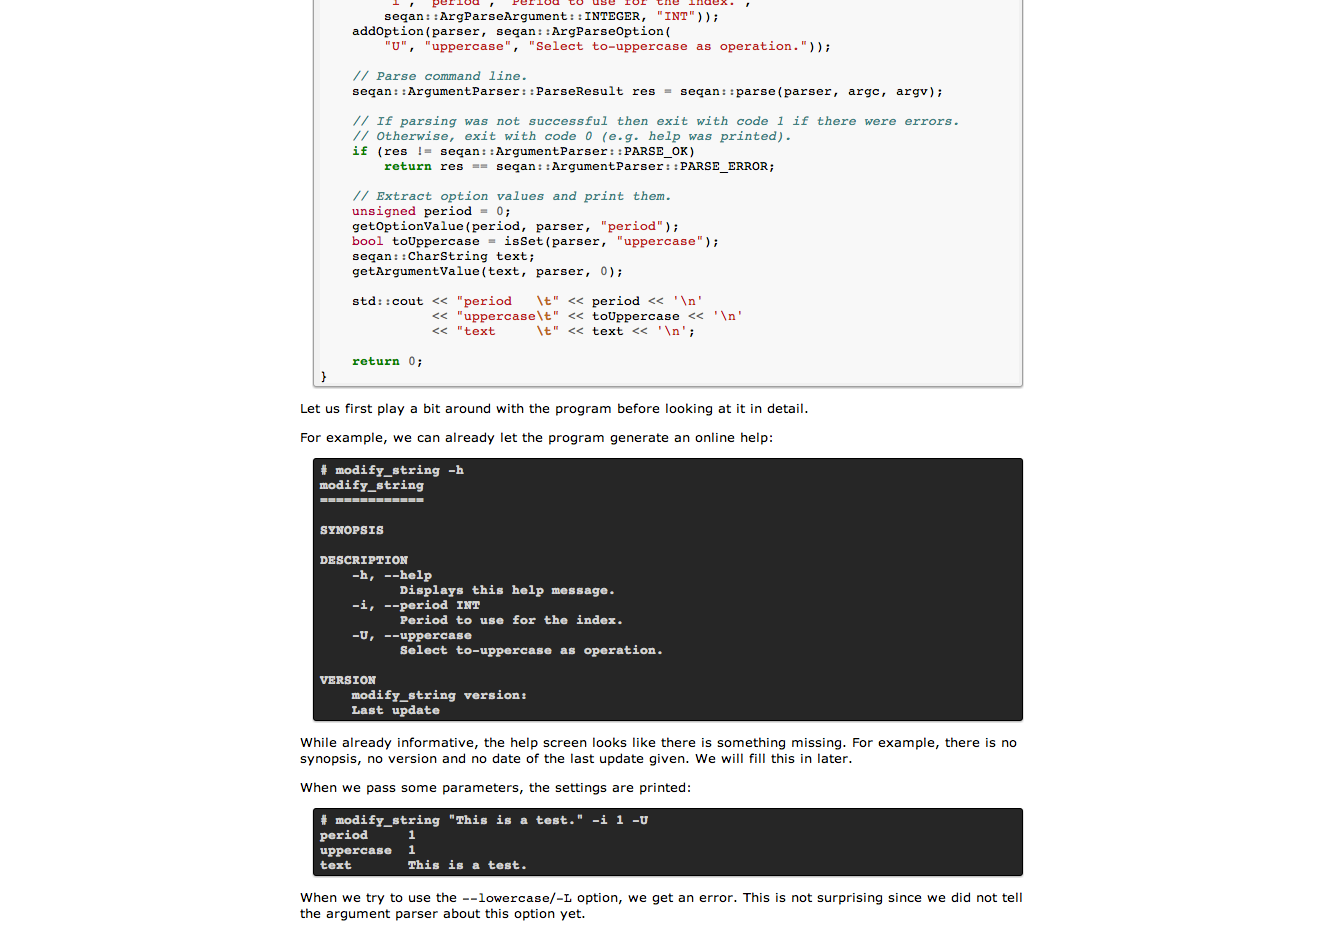 "i", "period", "Period to use for the index.",
seqan::ArgParseArgument::INTEGER, "INT"));
addOption(parser, seqan::ArgParseOption(
"U", "uppercase", "Select to-uppercase as operation."));
// Parse command line.
seqan::ArgumentParser::ParseResult res = seqan::parse(parser, argc, argv);
// If parsing was not successful then exit with code 1 if there were errors.
// Otherwise, exit with code 0 (e.g. help was printed).
if (res != seqan::ArgumentParser::PARSE_OK)
return res == seqan::ArgumentParser::PARSE_ERROR;
// Extract option values and print them.
unsigned period = 0;
getOptionValue(period, parser, "period");
bool toUppercase = isSet(parser, "uppercase");
seqan::CharString text;
getArgumentValue(text, parser, 0);
std::cout << "period   \t" << period << '\n'
<< "uppercase\t" << toUppercase << '\n'
<< "text     \t" << text << '\n';
return 0;
}
Let us first play a bit around with the program before looking at it in detail.
For example, we can already let the program generate an online help:
# modify_string -h
modify_string
=============
SYNOPSIS
DESCRIPTION
-h, --help
Displays this help message.
-i, --period INT
Period to use for the index.
-U, --uppercase
Select to-uppercase as operation.
VERSION
modify_string version:
Last update
While already informative, the help screen looks like there is something missing. For example, there is no
synopsis, no version and no date of the last update given. We will fill this in later.
When we pass some parameters, the settings are printed:
# modify_string "This is a test." -i 1 -U
period     1
uppercase  1
text       This is a test.
When we try to use the --lowercase/-L option, we get an error. This is not surprising since we did not tell
the argument parser about this option yet.